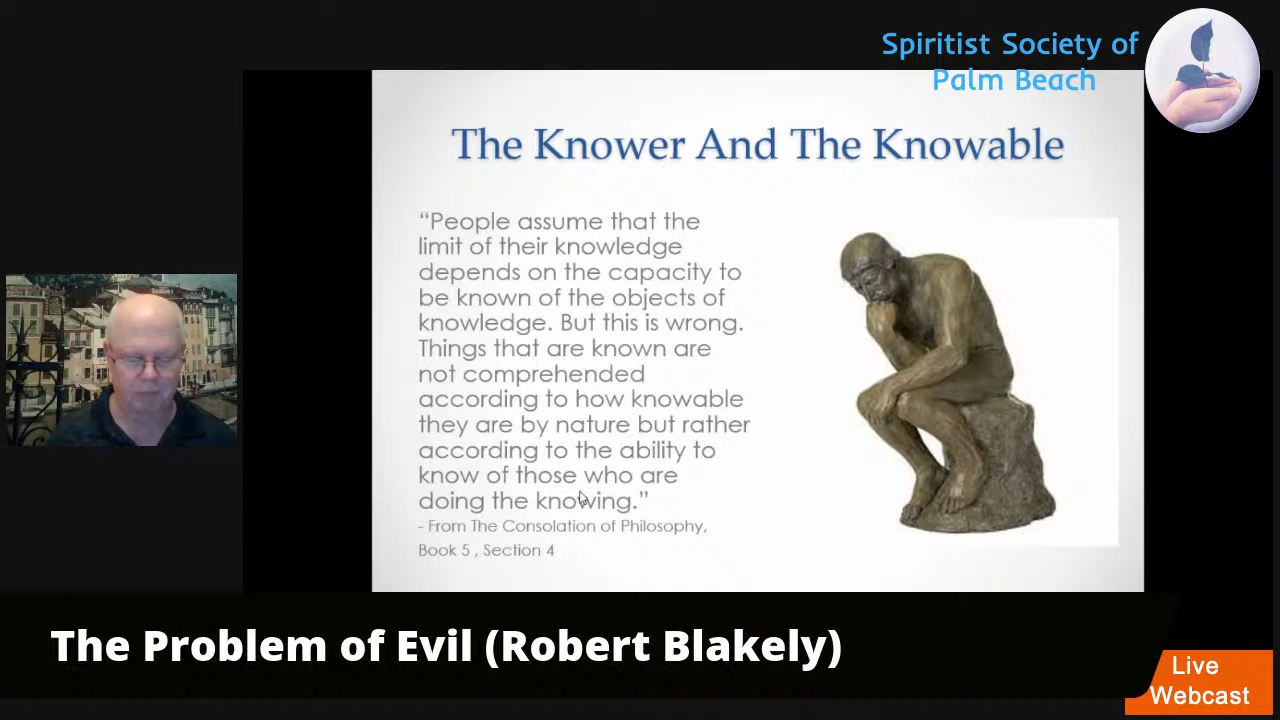 Spiritist Society of
Palm Beach
The Knower And The Knowable
“People assume that the
limit of their knowledge
depends on the capacity to
be known of the objects of
knowledge. But this is wrong.
Things that are known are
not comprehended
according to how knowable
they are by nature but rather
according to the ability to
know of those who are
doing the knowing.”
- From The Consolation of Philosophy,
Book 5 , Section 4
The Problem of Evil (Robert Blakely)
Live
Webcast